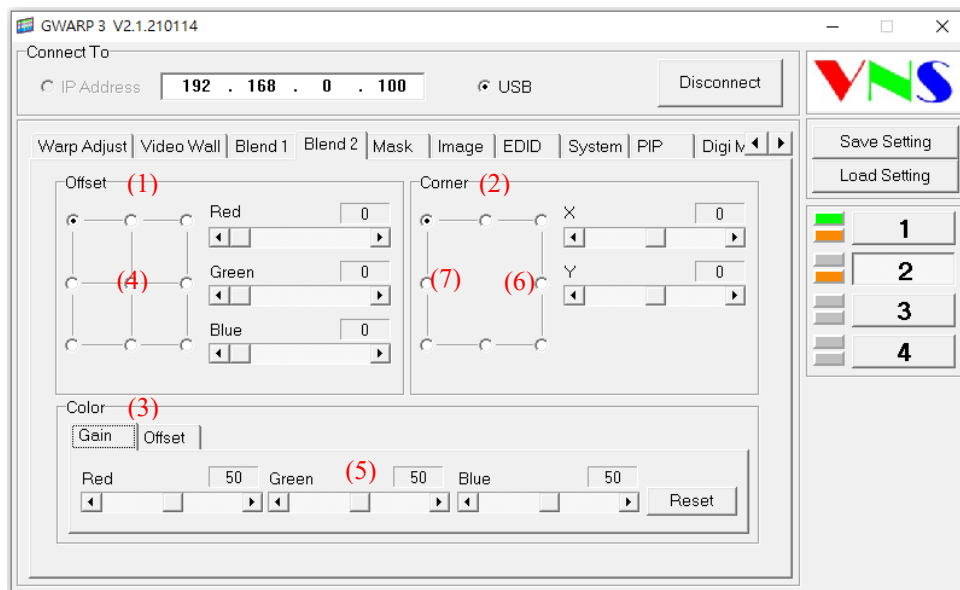 GWARP 3 V2.1.210114
Connect To
IP Address 192 . 168 . 0 . 100 USB Disconnect
VNS
Warp Adjust Video Wall Blend 1 Blend 2 Mask Image EDID System PIP Digi M
Save Setting
Load Setting
Offset (1) Corner (2)
Red 0 X 0
1
Green 0 Y 0
(4) (7) (6)
2
Blue 0
3
4
Color (3)
Gain Offset
Red 50 Green (5) 50 Blue 50
Reset